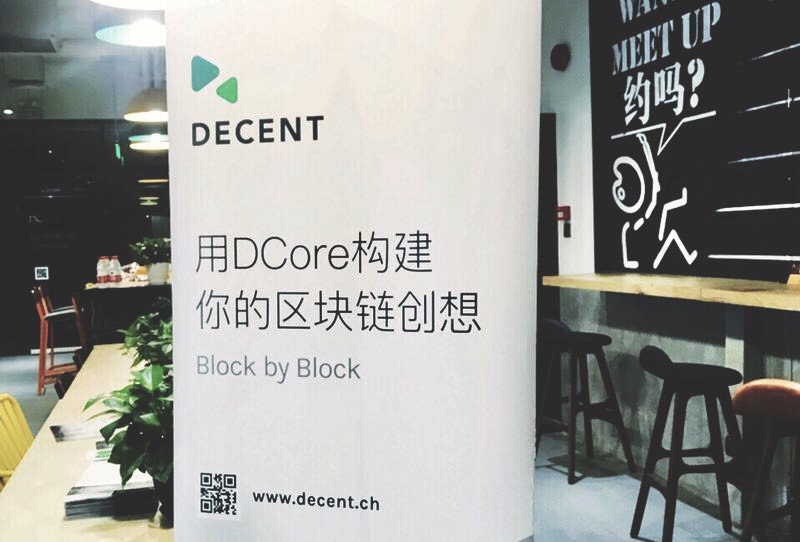 DECENT
用DCore构建
你的区块链创想
Block by Block
www.decent.ch
MEET UP
约吗?